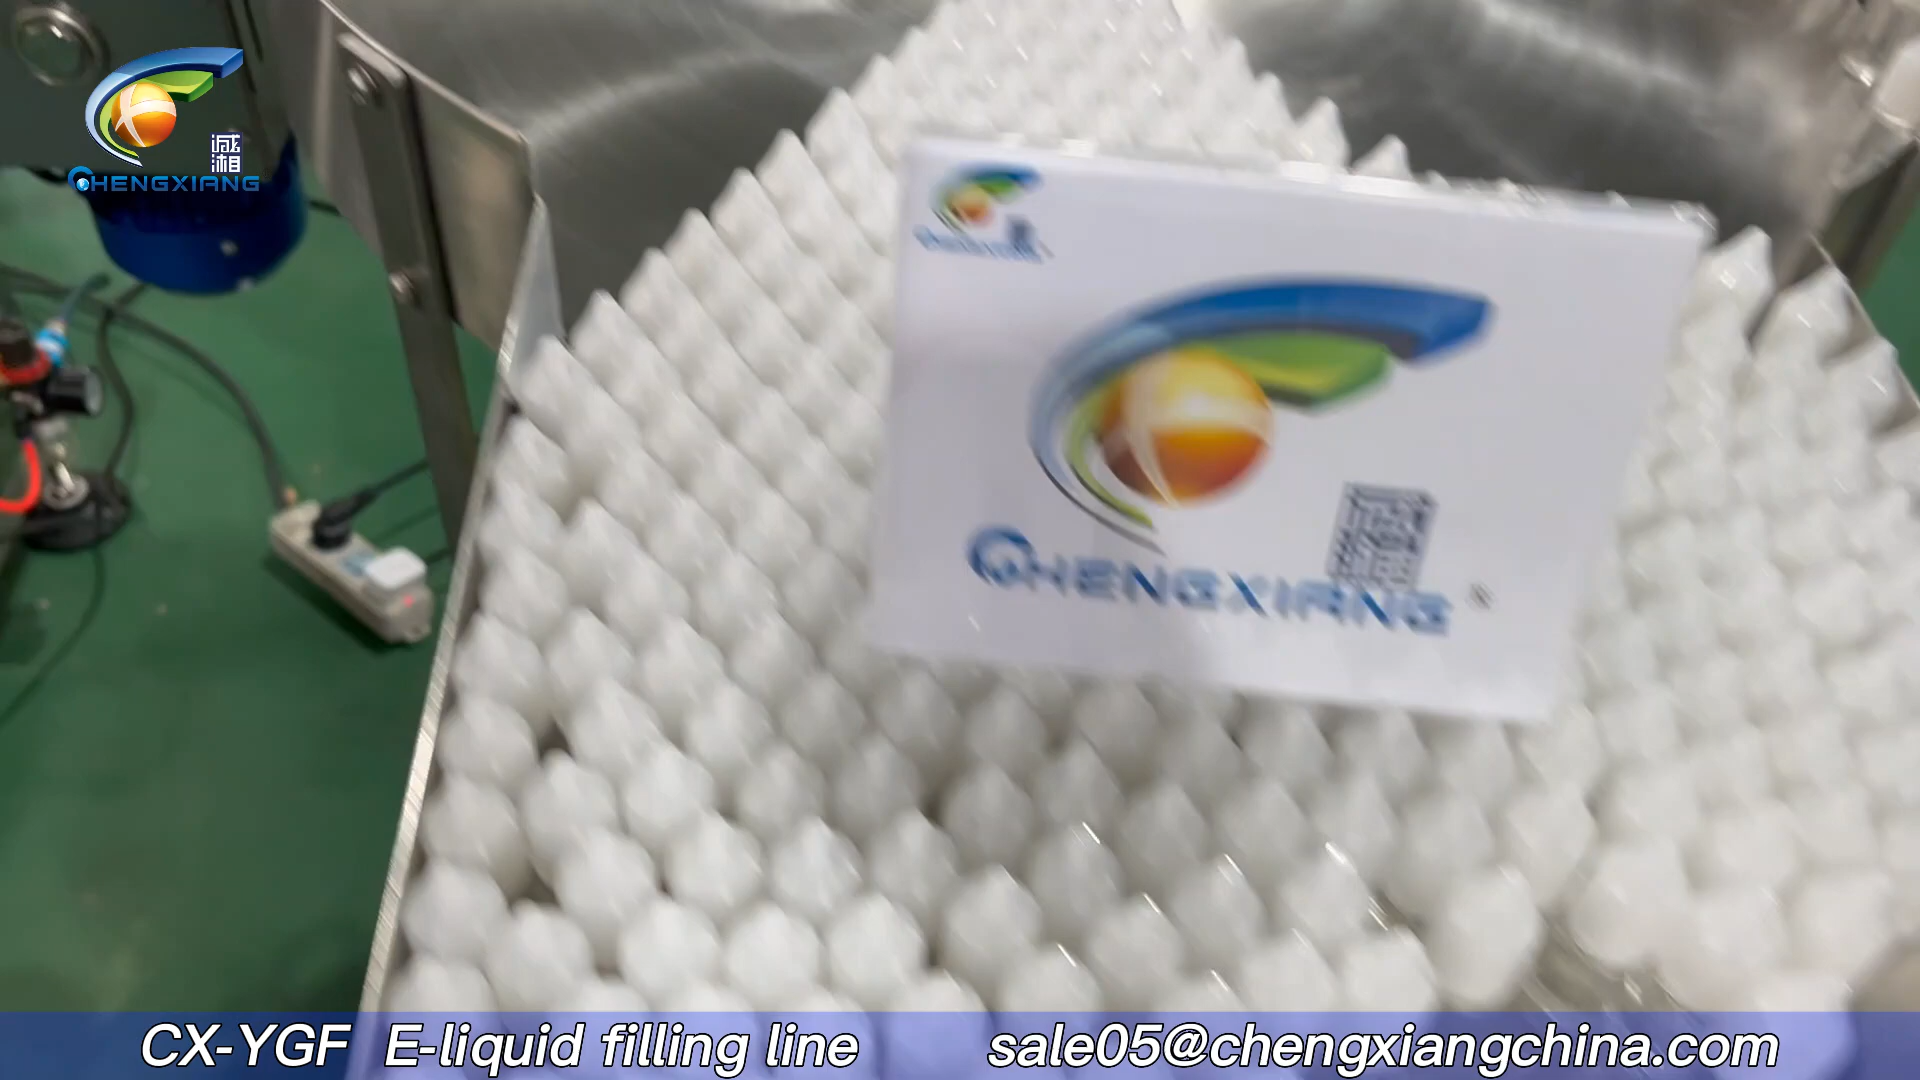 CHENGXIANG
诚湘
CHENGXIANG
CX-YGF E-liquid filling line
sale05@chengxiangchina.com